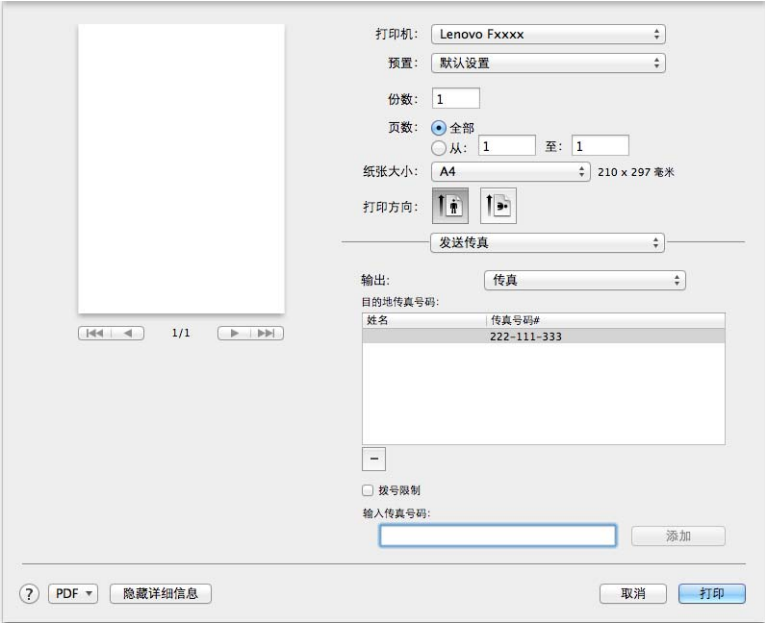 打印机： Lenovo Fxxxx
预置： 默认设置
份数： 1
页数： 全部
从： 1 至： 1
纸张大小： A4 210 x 297 毫米
打印方向：
发送传真
输出： 传真
目的地传真号码：
姓名 传真号码#
222-111-333
1/1
拨号限制
输入传真号码：
添加
? PDF 隐藏详细信息 取消 打印